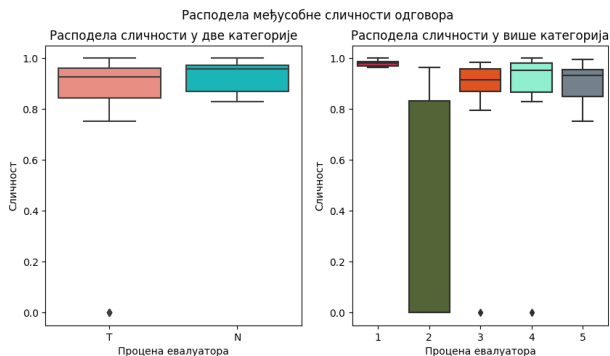 Расподела међусобне сличности одговора
Расподела сличности у две категорије
Расподела сличности у више категорија
Сличност
1.0
0.8
0.6
0.4
0.2
0.0
T
N
Процена евалуатора
Сличност
1.0
0.8
0.6
0.4
0.2
0.0
1
2
3
4
5
Процена евалуатора